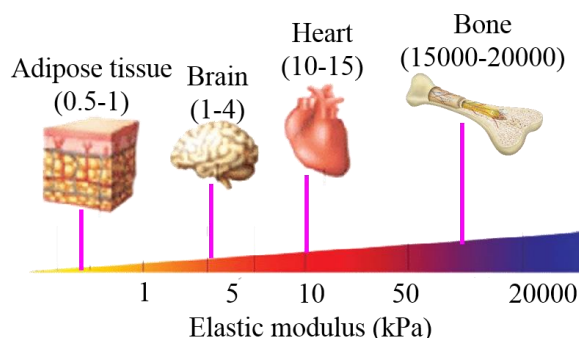 Adipose tissue
(0.5-1)
Brain
(1-4)
Heart
(10-15)
Bone
(15000-20000)
1 5 10 50 20000
Elastic modulus (kPa)